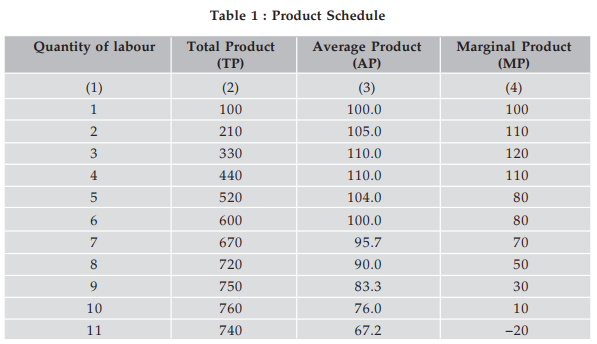 Table 1 : Product Schedule
Quantity of labour Total Product Average Product Marginal Product
(TP) (AP) (MP)
(1) (2) (3) (4)
1 100 100.0 100
2 210 105.0 110
3 330 110.0 120
4 440 110.0 110
5 520 104.0 80
6 600 100.0 80
7 670 95.7 70
8 720 90.0 50
9 750 83.3 30
10 760 76.0 10
11 740 67.2 –20